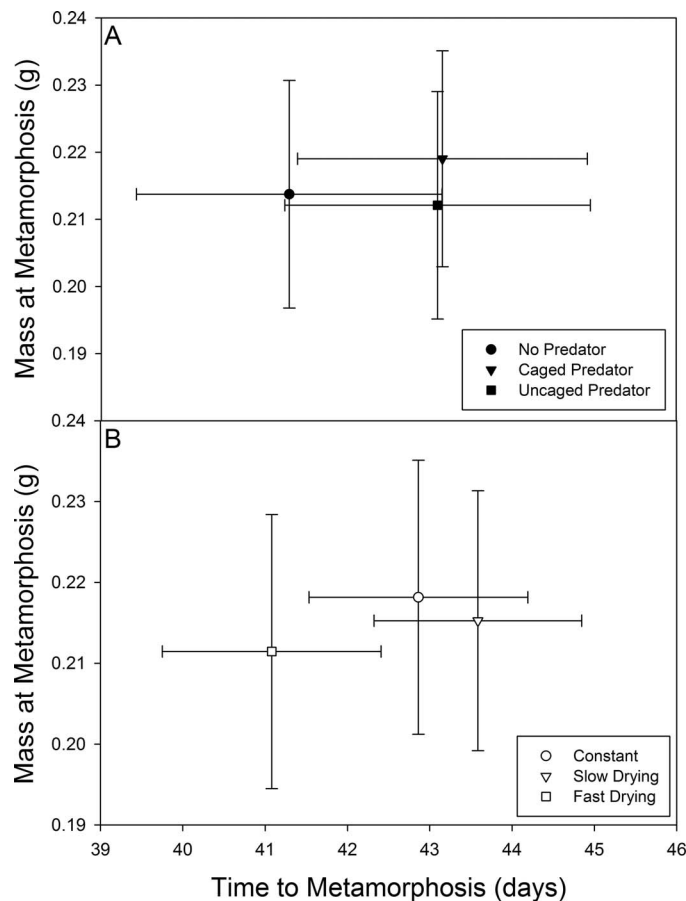 0.24
A
0.23
0.22
0.21
0.20
0.19
Mass at Metamorphosis (g)
No Predator
Caged Predator
Uncaged Predator
0.24
B
0.23
0.22
0.21
0.20
0.19
Mass at Metamorphosis (g)
Constant
Slow Drying
Fast Drying
39 40 41 42 43 44 45 46
Time to Metamorphosis (days)